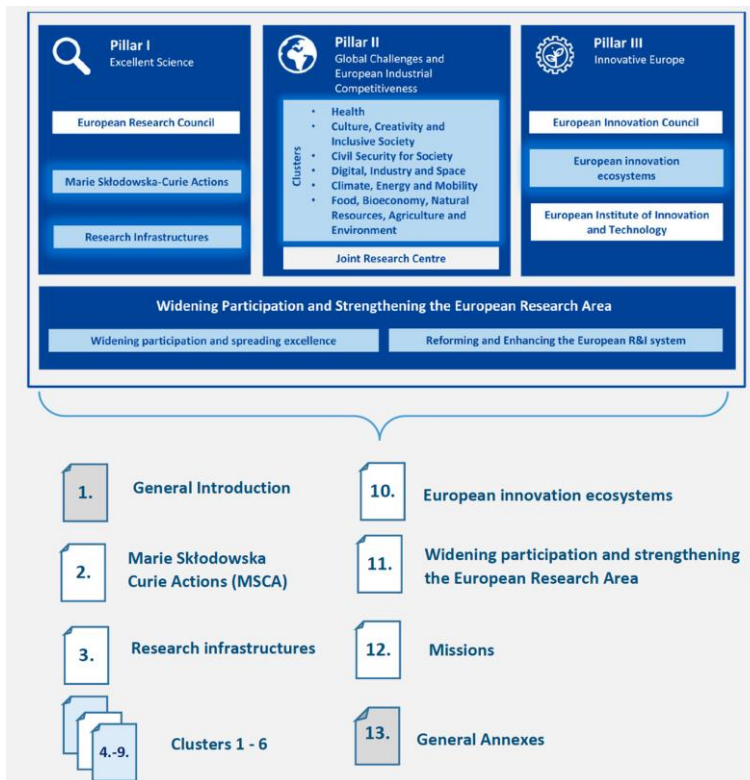 Pillar I
Excellent Science
European Research Council
Marie Skłodowska-Curie Actions
Research Infrastructures
Pillar II
Global Challenges and
European Industrial
Competitiveness
Clusters
• Health
• Culture, Creativity and
Inclusive Society
• Civil Security for Society
• Digital, Industry and Space
• Climate, Energy and Mobility
• Food, Bioeconomy, Natural
Resources, Agriculture and
Environment
Joint Research Centre
Pillar III
Innovative Europe
European Innovation Council
European innovation
ecosystems
European Institute of Innovation
and Technology
Widening Participation and Strengthening the European Research Area
Widening participation and spreading excellence
Reforming and Enhancing the European R&I system
1.
General Introduction
2.
Marie Skłodowska
Curie Actions (MSCA)
3.
Research infrastructures
4.-9.
Clusters 1 - 6
10.
European innovation ecosystems
11.
Widening participation and strengthening
the European Research Area
12.
Missions
13.
General Annexes